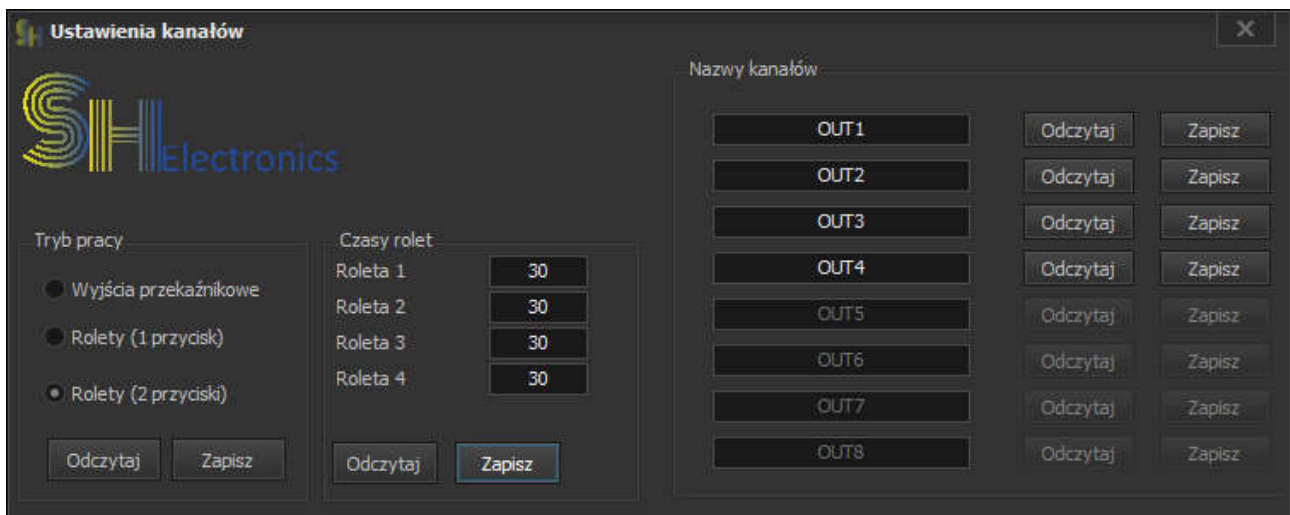 Ustawienia kanałów
SH Electronics
Tryb pracy
Wyjścia przekaźnikowe
Rolety (1 przycisk)
Rolety (2 przyciski)
Odczytaj Zapisz
Czasy rolet
Roleta 1 30
Roleta 2 30
Roleta 3 30
Roleta 4 30
Odczytaj Zapisz
Nazwy kanałów
OUT1 Odczytaj Zapisz
OUT2 Odczytaj Zapisz
OUT3 Odczytaj Zapisz
OUT4 Odczytaj Zapisz
OUT5 Odczytaj Zapisz
OUT6 Odczytaj Zapisz
OUT7 Odczytaj Zapisz
OUT8 Odczytaj Zapisz